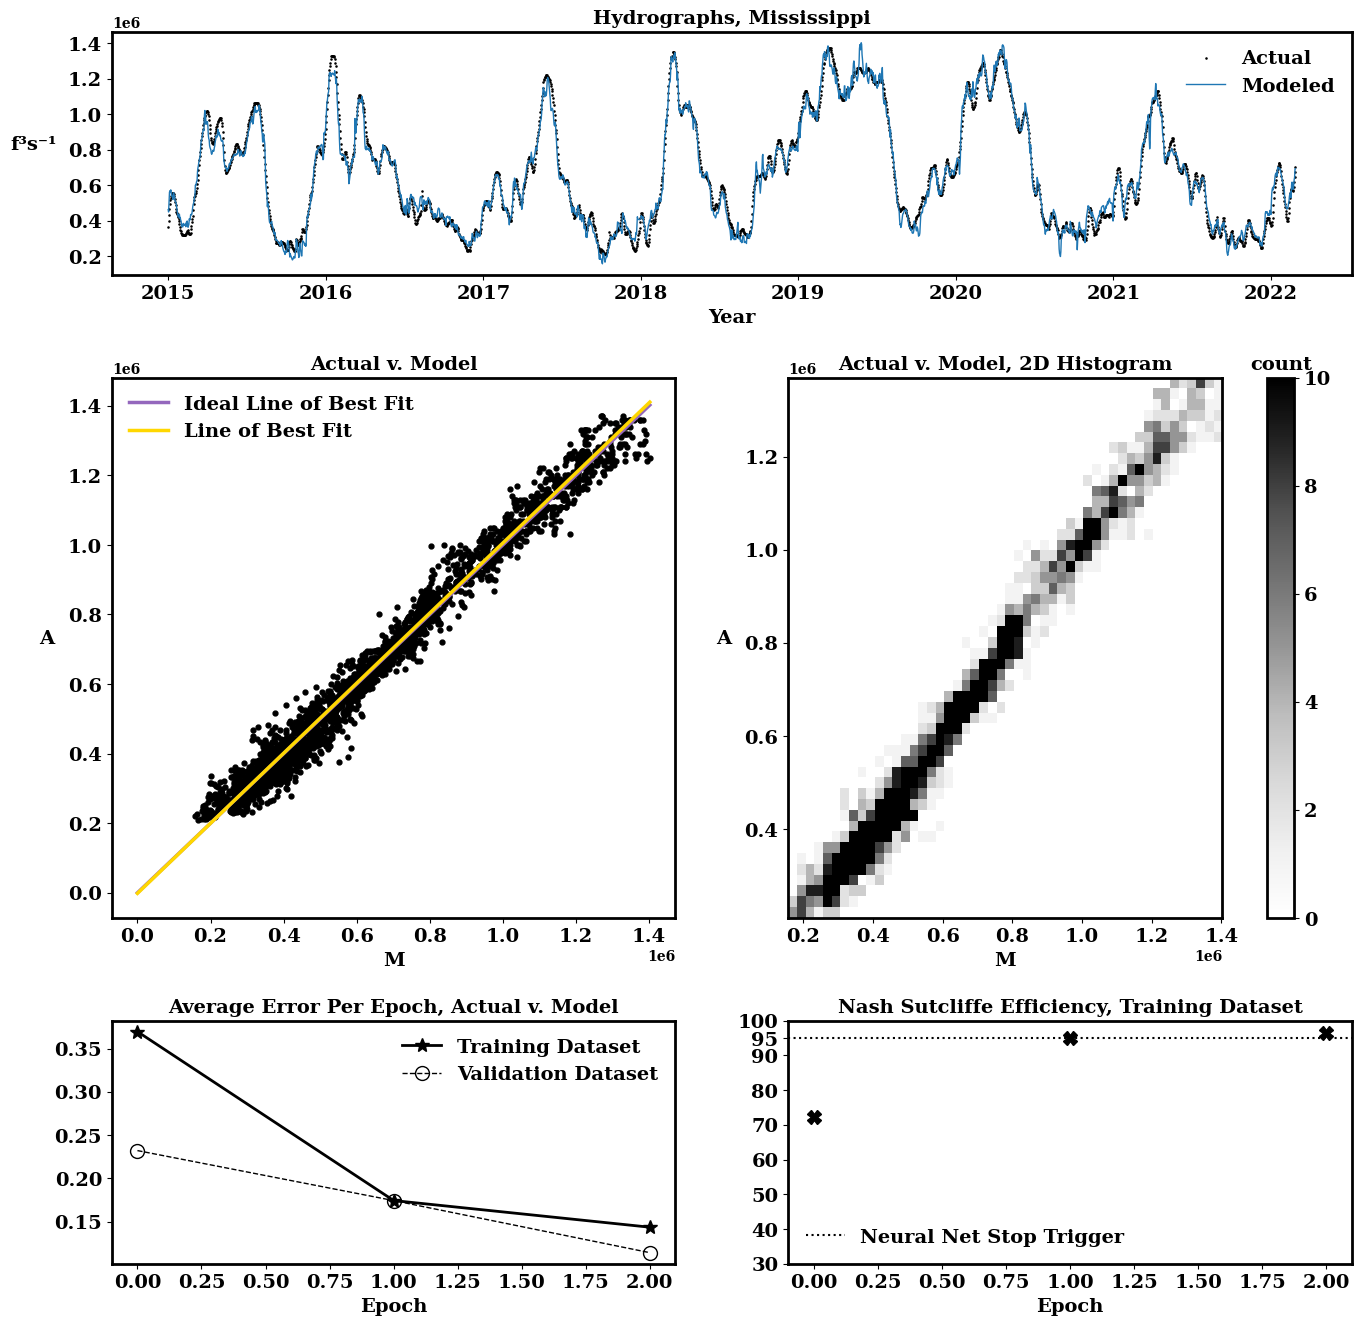 Hydrographs, Mississippi
1e6
1.4
1.2
1.0
0.8
0.6
0.4
0.2
f³s⁻¹
Actual
Modeled
2015 2016 2017 2018 2019 2020 2021 2022
Year
Actual v. Model
1e6
1.4
1.2
1.0
0.8
0.6
0.4
0.2
0.0
A
Ideal Line of Best Fit
Line of Best Fit
0.0 0.2 0.4 0.6 0.8 1.0 1.2 1.4
M
1e6
Actual v. Model, 2D Histogram
1e6
1.2
1.0
0.8
0.6
0.4
A
0.2 0.4 0.6 0.8 1.0 1.2 1.4
M
1e6
count
10
8
6
4
2
0
Average Error Per Epoch, Actual v. Model
0.35
0.30
0.25
0.20
0.15
Training Dataset
Validation Dataset
0.00 0.25 0.50 0.75 1.00 1.25 1.50 1.75 2.00
Epoch
Nash Sutcliffe Efficiency, Training Dataset
100
95
90
80
70
60
50
40
30
Neural Net Stop Trigger
0.00 0.25 0.50 0.75 1.00 1.25 1.50 1.75 2.00
Epoch